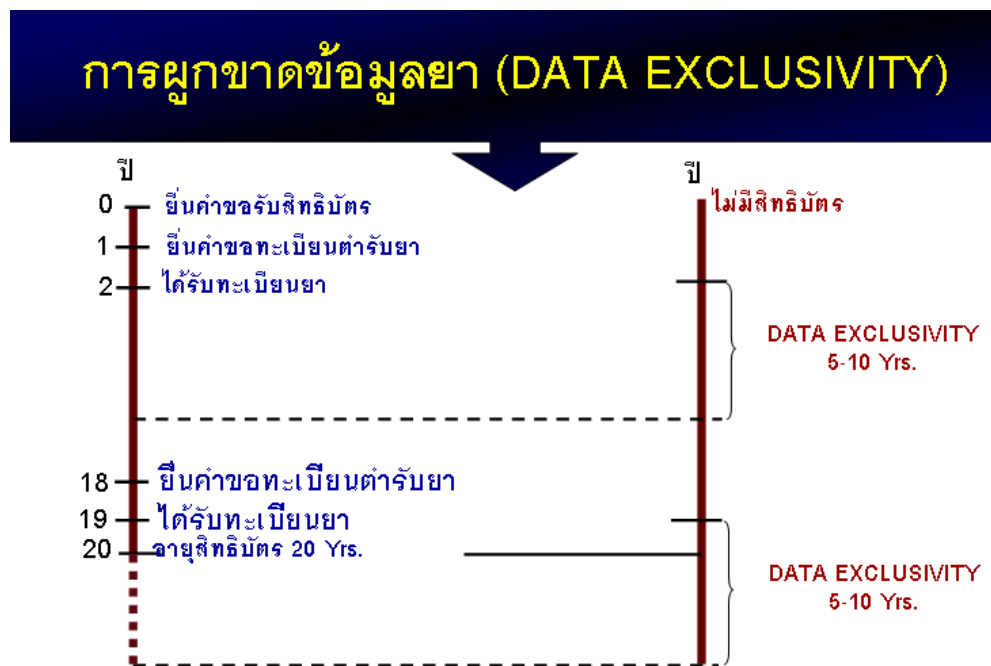 การผูกขาดข้อมูลยา (DATA EXCLUSIVITY)
ปี
0 ยื่นคำขอรับสิทธิบัตร
1 ยื่นคำขอทะเบียนตำรับยา
2 ได้รับทะเบียนยา
18 ยื่นคำขอทะเบียนตำรับยา
19 ได้รับทะเบียนยา
20 อายุสิทธิบัตร 20 Yrs.
ปี
ไม่มีสิทธิบัตร
DATA EXCLUSIVITY
5-10 Yrs.
DATA EXCLUSIVITY
5-10 Yrs.